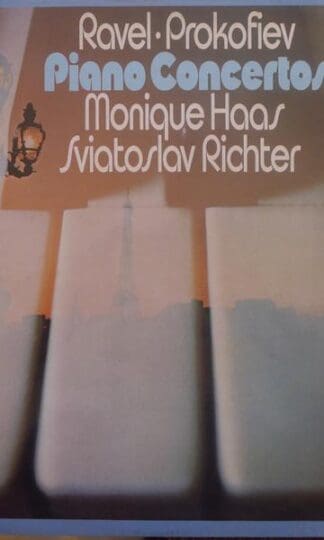 Ravel·Prokofiev
Piano Concertos
Monique Haas
Sviatoslav Richter